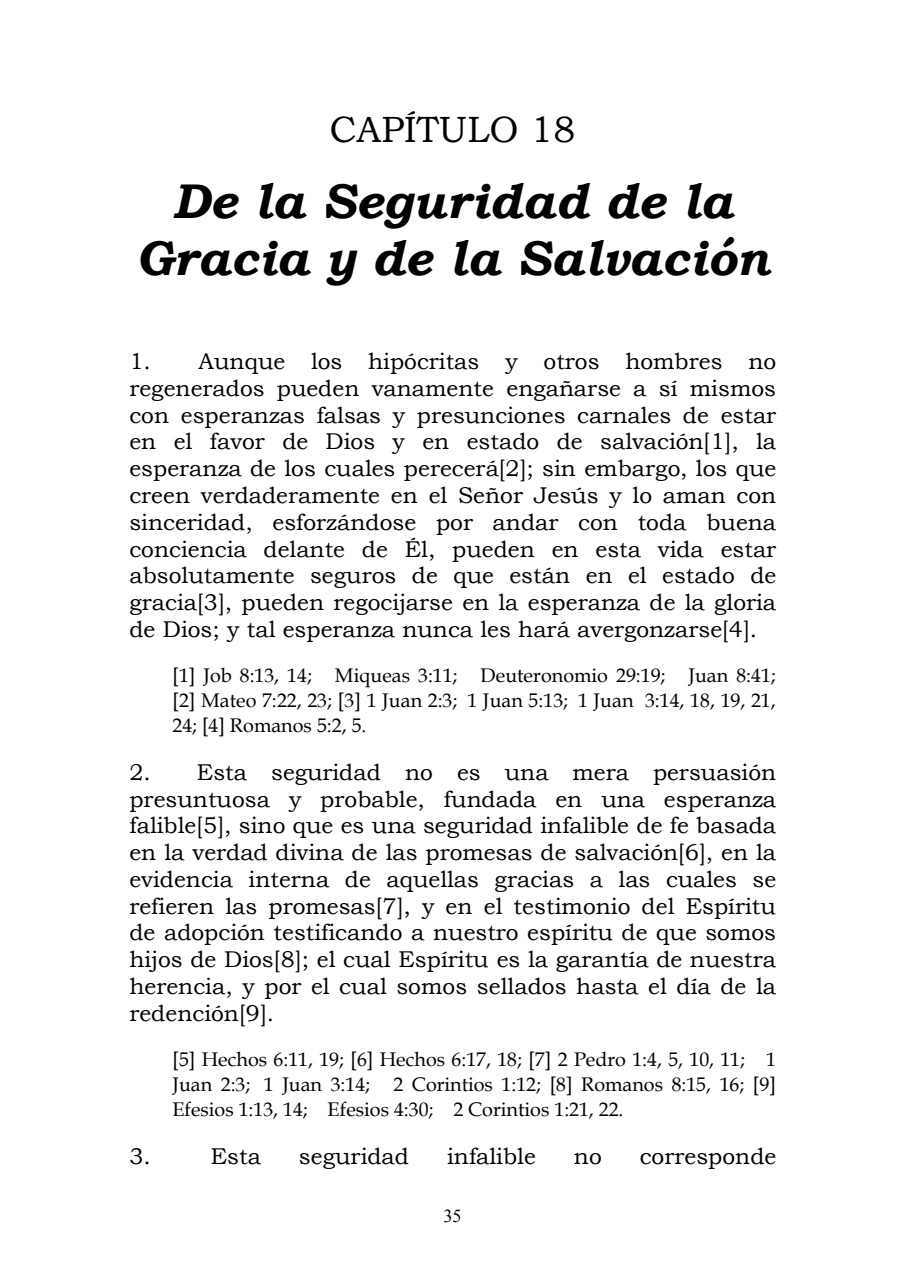 CAPÍTULO 18
De la Seguridad de la
Gracia y de la Salvación
1. Aunque los hipócritas y otros hombres no
regenerados pueden vanamente engañarse a sí mismos
con esperanzas falsas y presunciones carnales de estar
en el favor de Dios y en estado de salvación[1], la
esperanza de los cuales perecerá[2]; sin embargo, los que
creen verdaderamente en el Señor Jesús y lo aman con
sinceridad, esforzándose por andar con toda buena
conciencia delante de Él, pueden en esta vida estar
absolutamente seguros de que están en el estado de
gracia[3], pueden regocijarse en la esperanza de la gloria
de Dios; y tal esperanza nunca les hará avergonzarse[4].
[1] Job 8:13, 14; Miqueas 3:11; Deuteronomio 29:19; Juan 8:41;
[2] Mateo 7:22, 23; [3] 1 Juan 2:3; 1 Juan 5:13; 1 Juan 3:14, 18, 19, 21,
24; [4] Romanos 5:2, 5.
2. Esta seguridad no es una mera persuasión
presuntuosa y probable, fundada en una esperanza
falible[5], sino que es una seguridad infalible de fe basada
en la verdad divina de las promesas de salvación[6], en la
evidencia interna de aquellas gracias a las cuales se
refieren las promesas[7], y en el testimonio del Espíritu
de adopción testificando a nuestro espíritu de que somos
hijos de Dios[8]; el cual Espíritu es la garantía de nuestra
herencia, y por el cual somos sellados hasta el día de la
redención[9].
[5] Hechos 6:11, 19; [6] Hechos 6:17, 18; [7] 2 Pedro 1:4, 5, 10, 11; 1
Juan 2:3; 1 Juan 3:14; 2 Corintios 1:12; [8] Romanos 8:15, 16; [9]
Efesios 1:13, 14; Efesios 4:30; 2 Corintios 1:21, 22.
3. Esta seguridad infalible no corresponde
35